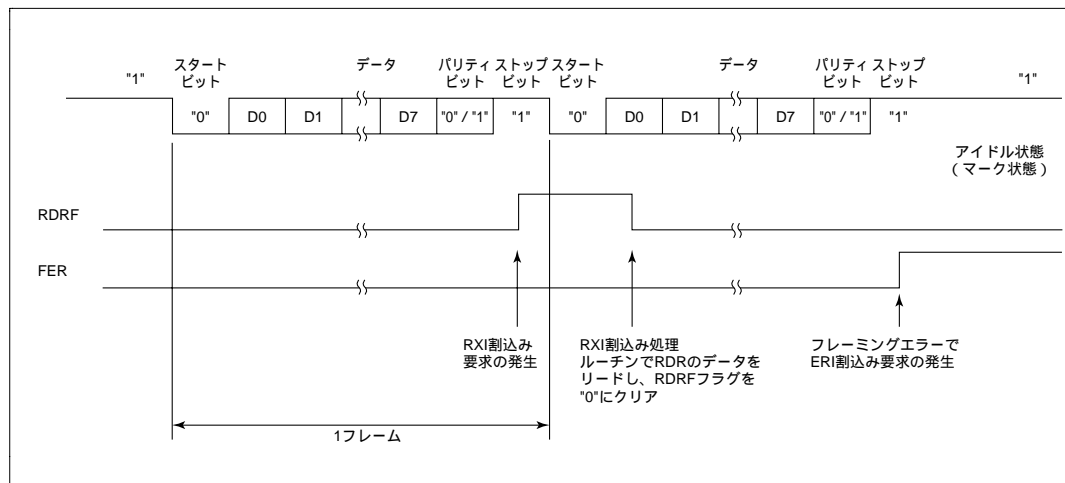 スタート データ パリティ ストップ スタート データ パリティ ストップ
"1" ビット ビット ビット ビット ビット ビット "1"
"0" D0 D1 D7 "0" / "1" "1" "0" D0 D1 D7 "0" / "1" "1"
アイドル状態
（マーク状態）
RDRF
FER
RXI割込み
要求の発生
RXI割込み処理
ルーチンでRDRのデータを
リードし、RDRFフラグを
"0"にクリア
フレーミングエラーで
ERI割込み要求の発生
1フレーム